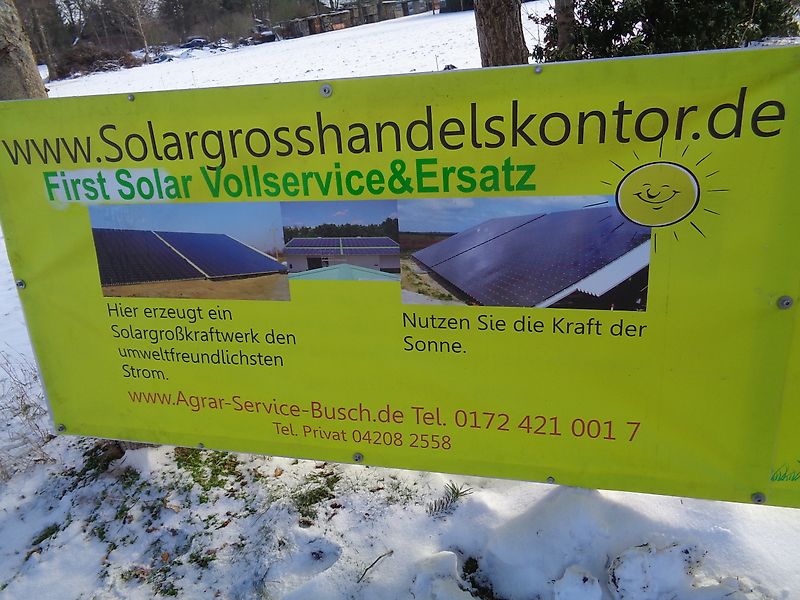 www.Solargrosshandelskontor.de
First Solar Vollservice&Ersatz
Hier erzeugt ein
Solargroßkraftwerk den
umweltfreundlichsten
Strom.
Nutzen Sie die Kraft der
Sonne.
www.Agrar-Service-Busch.de Tel. 0172 421 001 7
Tel. Privat 04208 2558